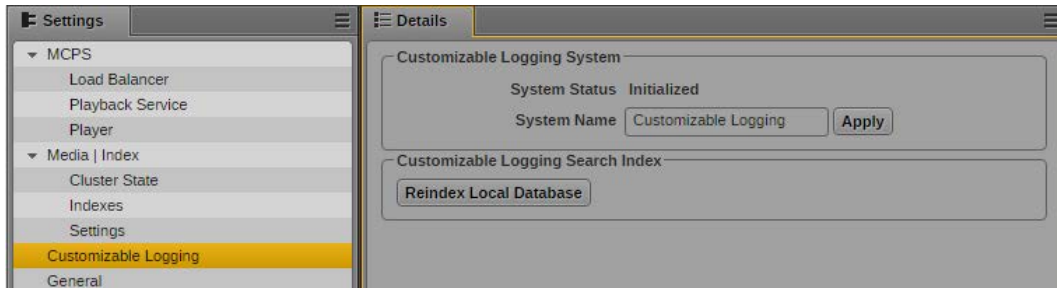 Settings
MCPS
Load Balancer
Playback Service
Player
Media | Index
Cluster State
Indexes
Settings
Customizable Logging
General
Details
Customizable Logging System
System Status Initialized
System Name Customizable Logging Apply
Customizable Logging Search Index
Reindex Local Database